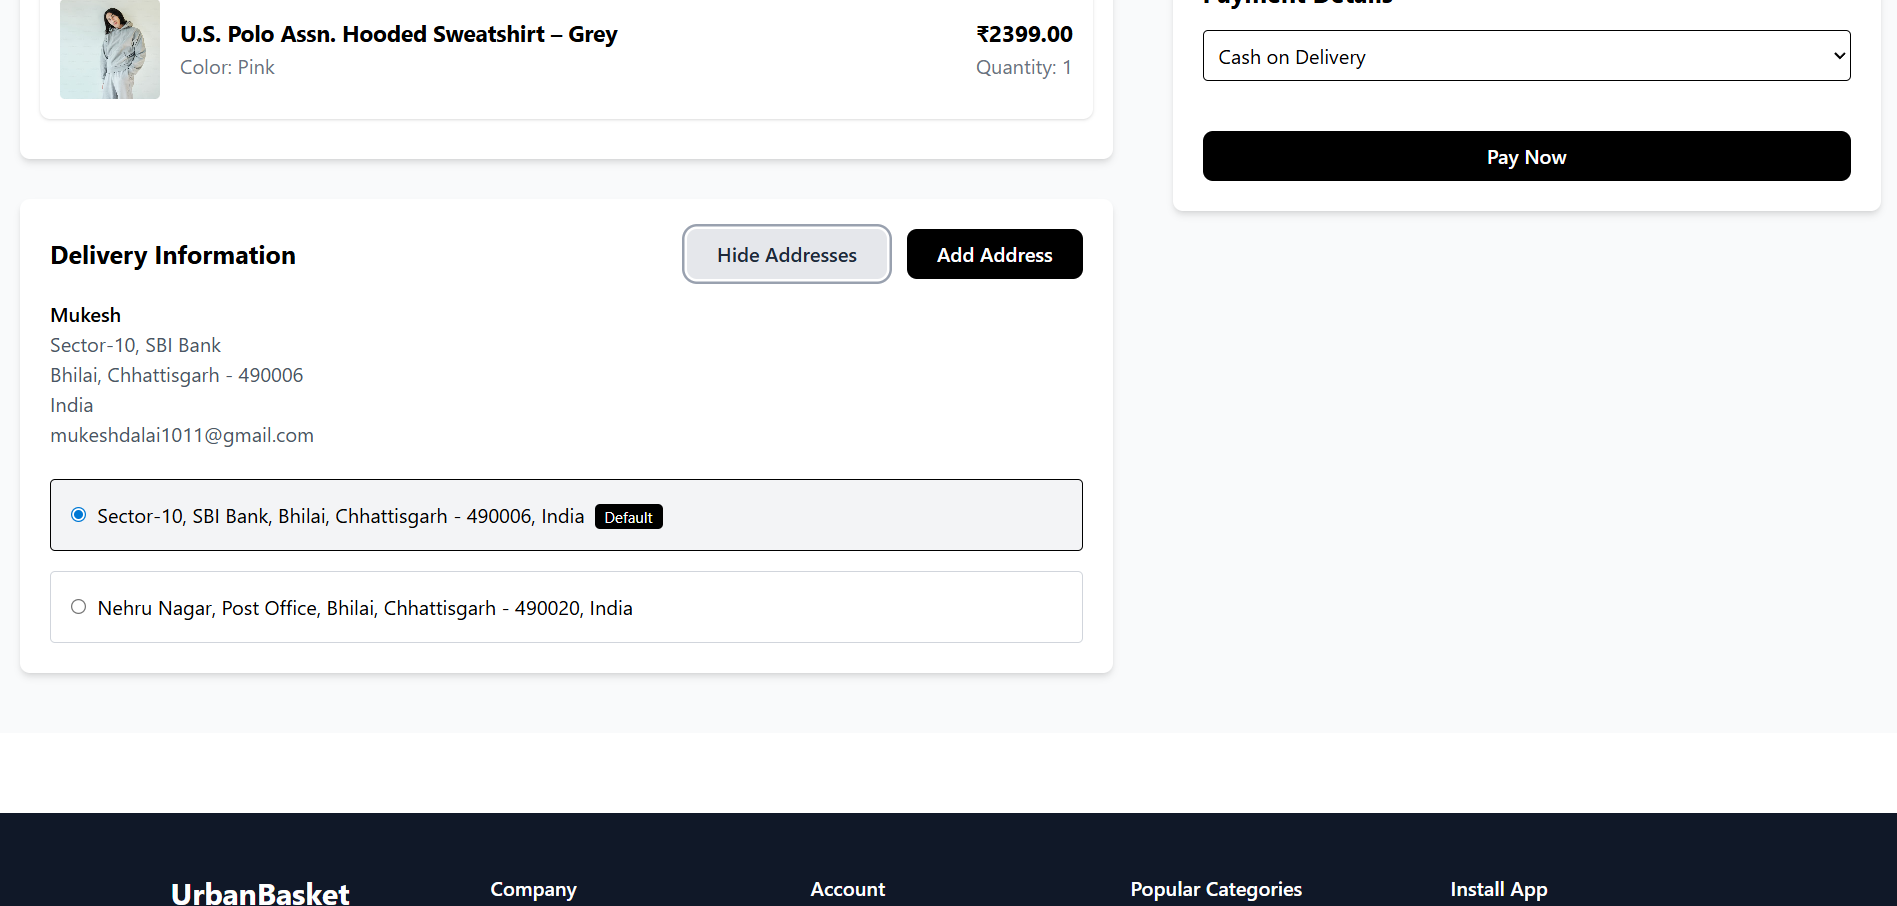 U.S. Polo Assn. Hooded Sweatshirt – Grey
₹2399.00
Color: Pink
Quantity: 1
Payment Details
Cash on Delivery
Pay Now
Delivery Information
Hide Addresses
Add Address
Mukesh
Sector-10, SBI Bank
Bhilai, Chhattisgarh - 490006
India
mukeshdalai1011@gmail.com
Sector-10, SBI Bank, Bhilai, Chhattisgarh - 490006, India Default
Nehru Nagar, Post Office, Bhilai, Chhattisgarh - 490020, India
UrbanBasket
Company
Account
Popular Categories
Install App